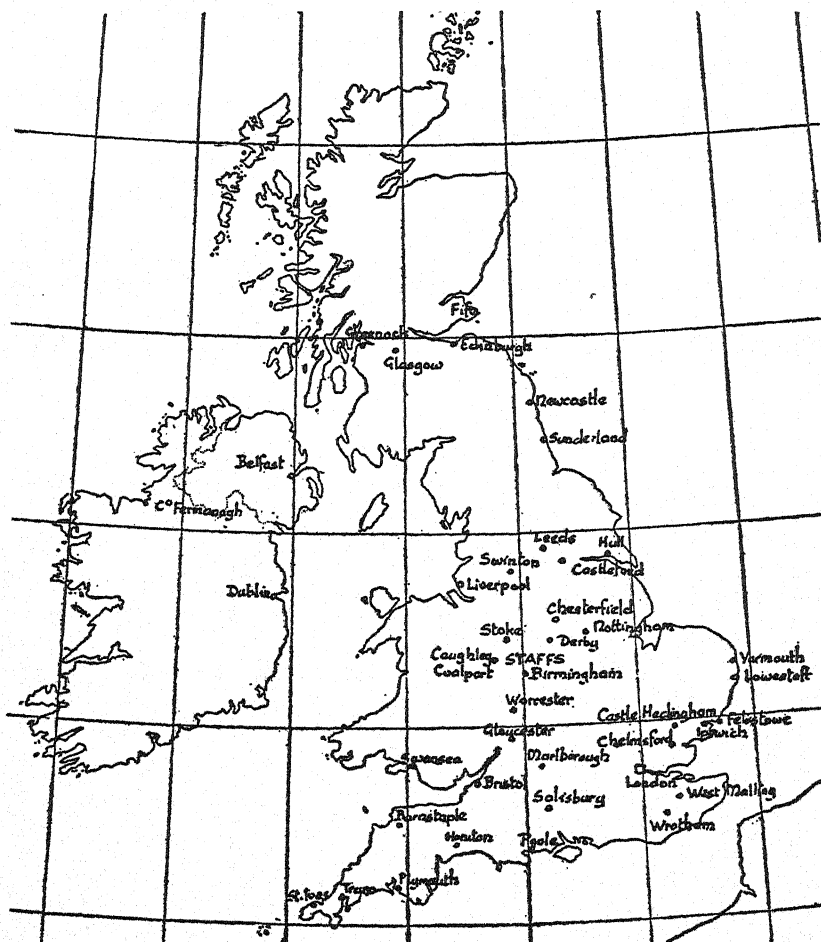 Fife
Greenock
Edinburgh
Glasgow
Newcastle
Sunderland
Belfast
Co Fermanagh
Leeds
Hull
Swinton
Castleford
Liverpool
Dublin
Chesterfield
Stoke
Nottingham
Derby
Caughley
STAFFS
Yarmouth
Coalport
Birmingham
Lowestoft
Worcester
Castle Hedingham
Felixstowe
Ipswich
Gloucester
Chelmsford
Swansea
Marlborough
London
Bristol
West Malling
Salisbury
Barnstaple
Wrotham
Honiton
Poole
Plymouth
St. Ives
Truro